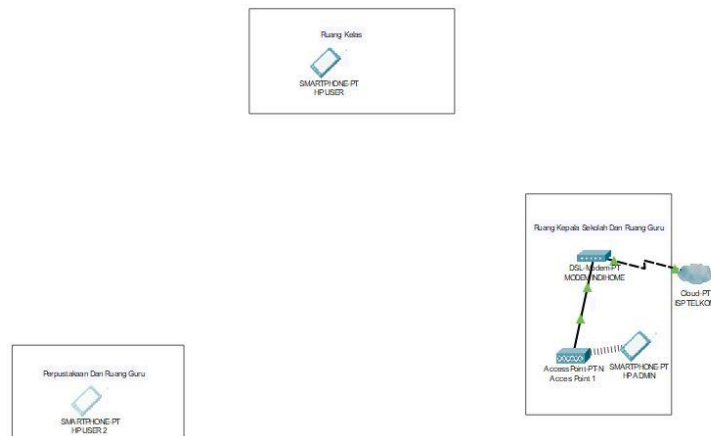 Ruang Kelas
SMARTPHONE-PT
HP USER
Ruang Kepala Sekolah Dan Ruang Guru
DSL-Modem-PT
MODEM INDIHOME
Cloud-PT
ISP TELKOM
AccessPoint-PT-N
Acces Point 1
SMARTPHONE-PT
HP ADMIN
Perpustakaan Dan Ruang Guru
SMARTPHONE-PT
HP USER 2